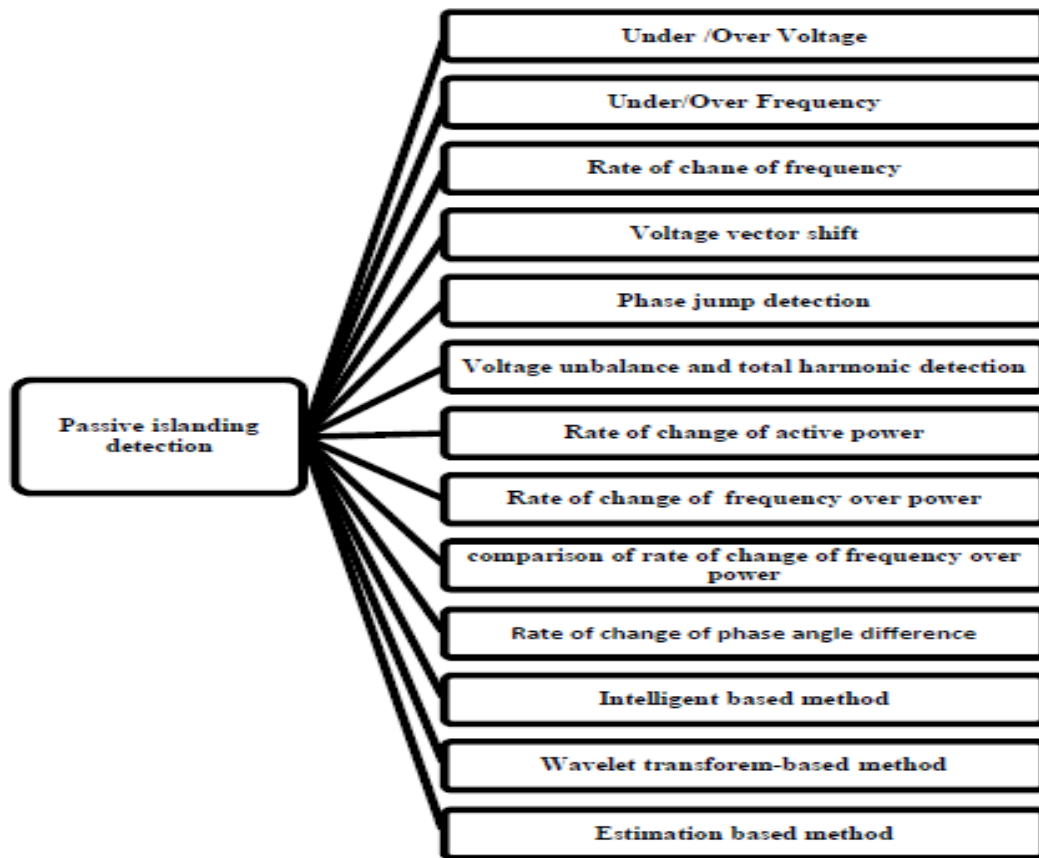 Under /Over Voltage
Under/Over Frequency
Rate of chane of frequency
Voltage vector shift
Phase jump detection
Voltage unbalance and total harmonic detection
Passive islanding
detection
Rate of change of active power
Rate of change of  frequency over power
comparison of rate of change of frequency over
power
Rate of change of phase angle difference
Intelligent based method
Wavelet transforem-based method
Estimation based method